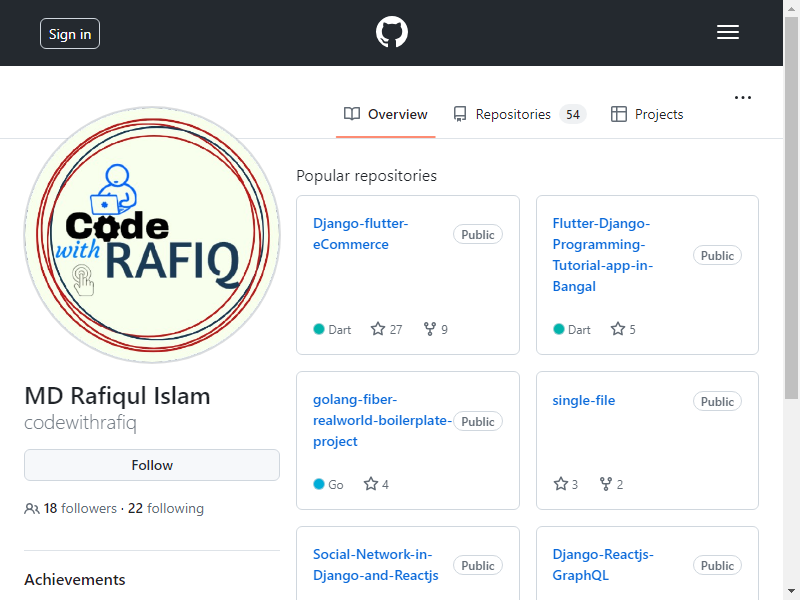 Sign in
Overview
Repositories 54
Projects
Code
with
RAFIQ
MD Rafiqul Islam
codewithrafiq
Follow
18 followers · 22 following
Achievements
Popular repositories
Django-flutter-
eCommerce
Public
Dart 27 9
Flutter-Django-
Programming-
Tutorial-app-in-
Bangal
Public
Dart 5
golang-fiber-
realworld-boilerplate-
project
Public
Go 4
single-file
Public
3 2
Social-Network-in-
Django-and-Reactjs
Public
Django-Reactjs-
GraphQL
Public